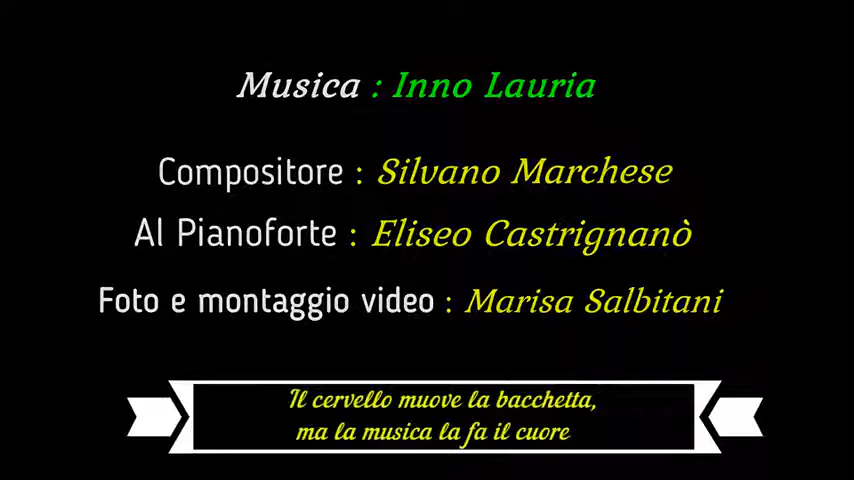 Musica : Inno Lauria
Compositore : Silvano Marchese
Al Pianoforte : Eliseo Castrignanò
Foto e montaggio video : Marisa Salbitani
Il cervello muove la bacchetta,
ma la musica la fa il cuore